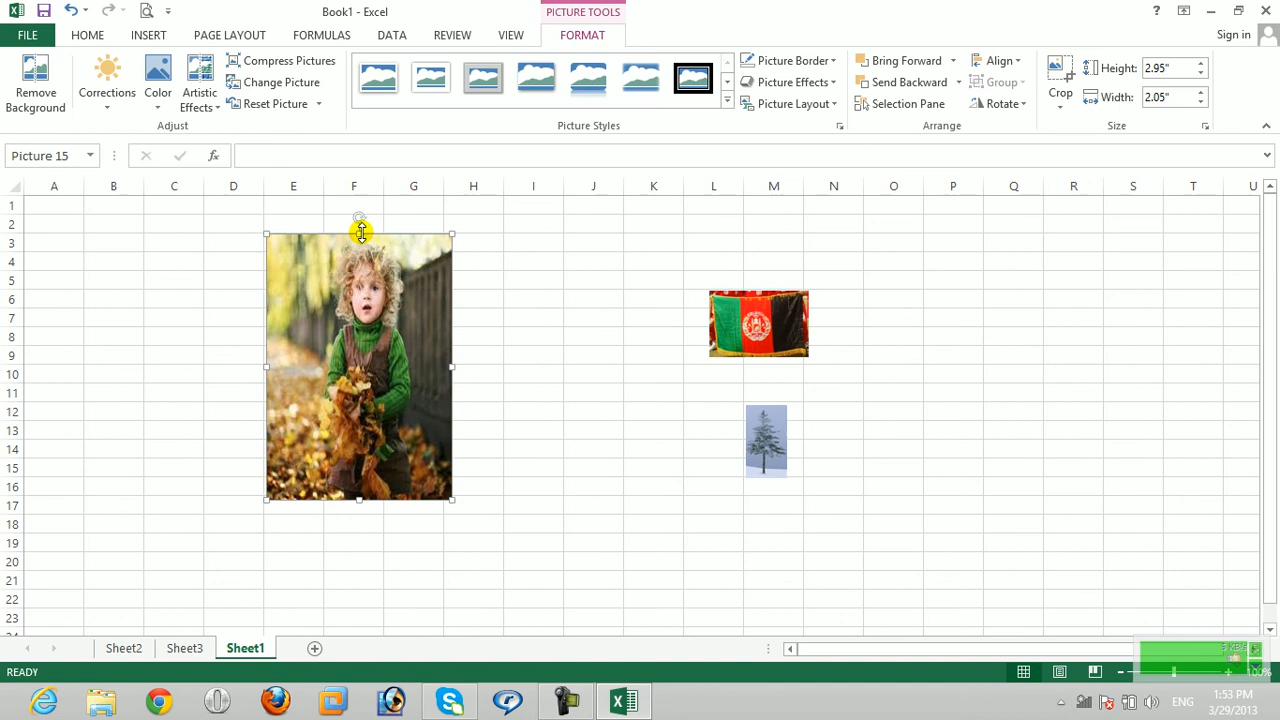 Book1 - Excel
PICTURE TOOLS
?
FILE
HOME
INSERT
PAGE LAYOUT
FORMULAS
DATA
REVIEW
VIEW
FORMAT
Sign in
Remove
Background
Corrections
Color
Artistic
Effects
Compress Pictures
Change Picture
Reset Picture
Adjust
Picture Border
Picture Effects
Picture Layout
Picture Styles
Bring Forward
Send Backward
Selection Pane
Align
Group
Rotate
Arrange
Crop
Height: 2.95"
Width: 2.05"
Size
Picture 15
fx
A B C D E F G H I J K L M N O P Q R S T U
1
2
3
4
5
6
7
8
9
10
11
12
13
14
15
16
17
18
19
20
21
22
23
24
Sheet2 Sheet3 Sheet1
READY
100%
ENG
1:53 PM
3/29/2013